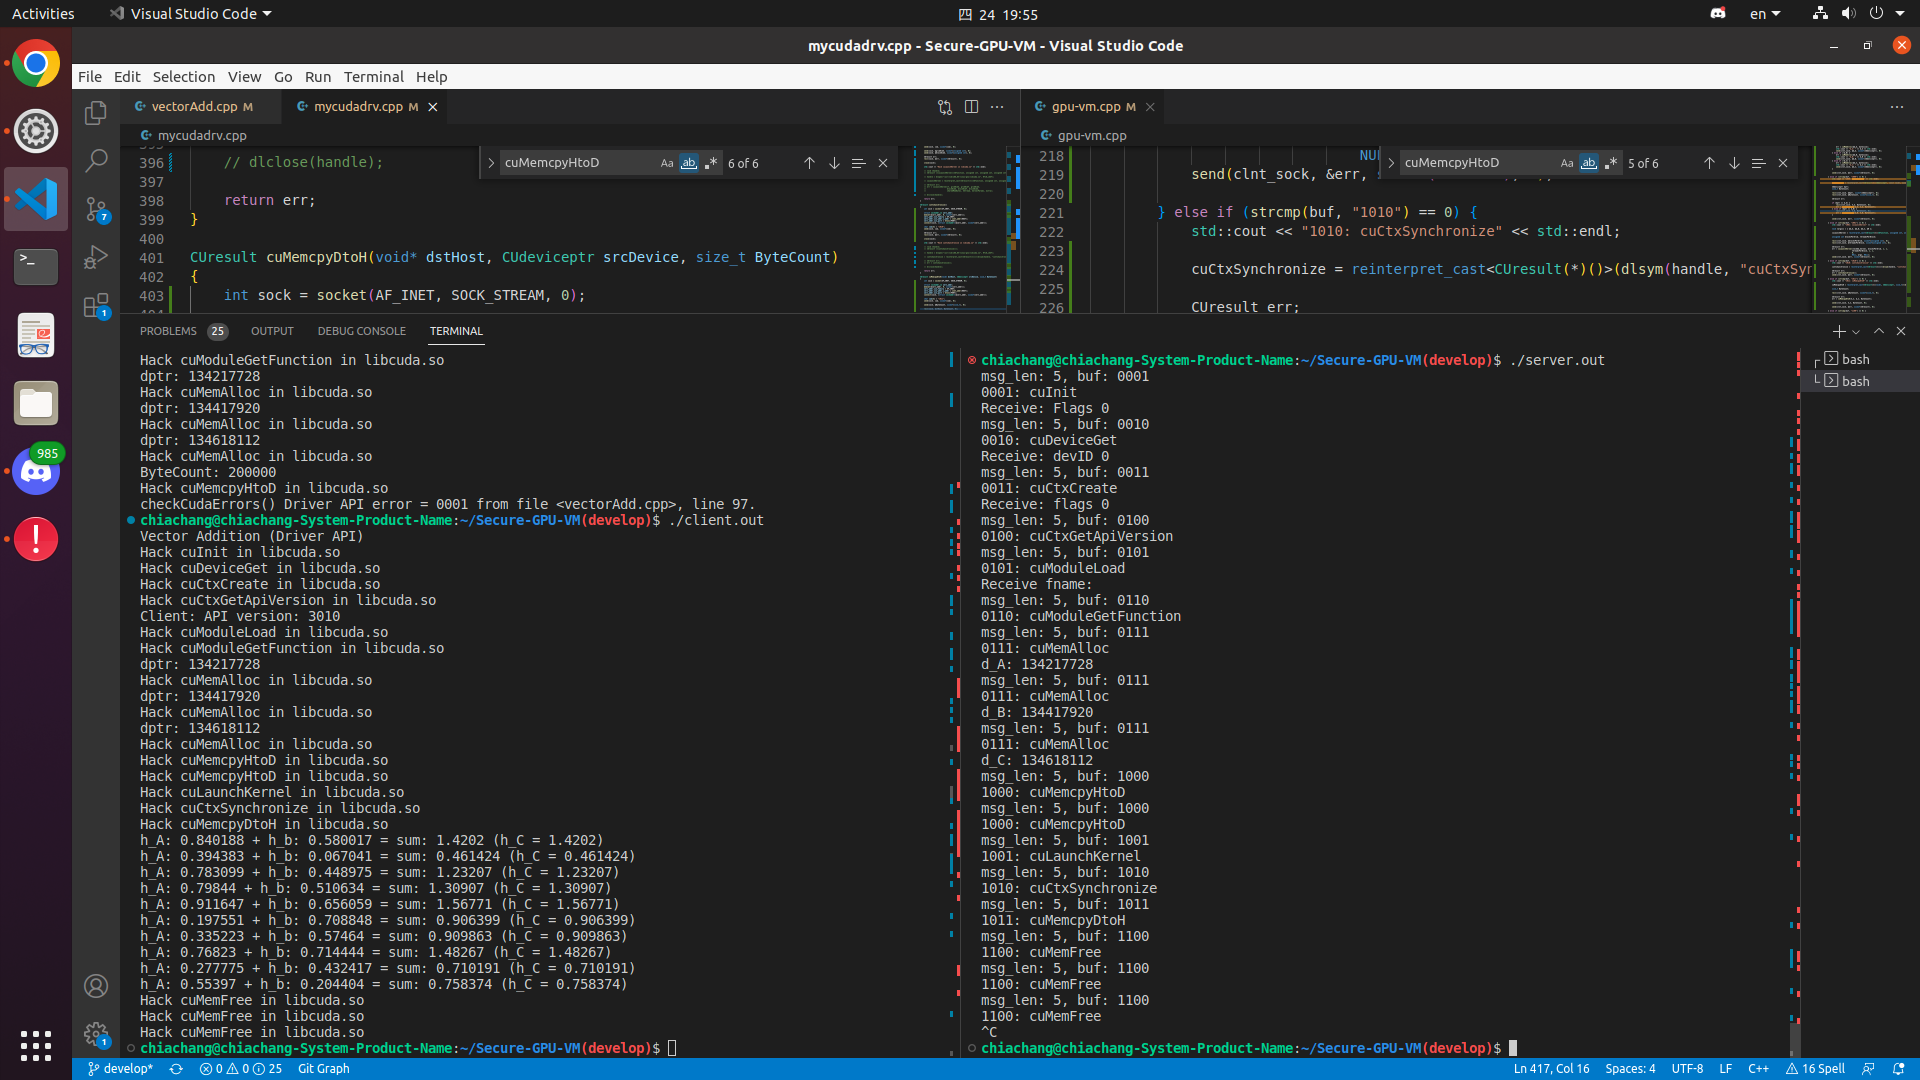 Activities
Visual Studio Code
四 24 19:55
en
mycudadrv.cpp - Secure-GPU-VM - Visual Studio Code
File Edit Selection View Go Run Terminal Help
vectorAdd.cpp M
mycudadrv.cpp M
gpu-vm.cpp M
mycudadrv.cpp
gpu-vm.cpp
cuMemcpyHtoD
Aa
ab
6 of 6
cuMemcpyHtoD
Aa
ab
5 of 6
396 // dlclose(handle);
397
398 return err;
399 }
400
401 CUresult cuMemcpyDtoH(void* dstHost, CUdeviceptr srcDevice, size_t ByteCount)
402 {
403 int sock = socket(AF_INET, SOCK_STREAM, 0);
218
219 send(clnt_sock, &err,
220
221 } else if (strcmp(buf, "1010") == 0) {
222 std::cout << "1010: cuCtxSynchronize" << std::endl;
223
224 cuCtxSynchronize = reinterpret_cast<CUresult(*)()>(dlsym(handle, "cuCtxSy
225
226 CUresult err;
PROBLEMS 25 OUTPUT DEBUG CONSOLE TERMINAL
Hack cuModuleGetFunction in libcuda.so
dptr: 134217728
Hack cuMemAlloc in libcuda.so
dptr: 134417920
Hack cuMemAlloc in libcuda.so
dptr: 134618112
Hack cuMemAlloc in libcuda.so
ByteCount: 200000
Hack cuMemcpyHtoD in libcuda.so
checkCudaErrors() Driver API error = 0001 from file <vectorAdd.cpp>, line 97.
chiachang@chiachang-System-Product-Name:~/Secure-GPU-VM(develop)$ ./client.out
Vector Addition (Driver API)
Hack cuInit in libcuda.so
Hack cuDeviceGet in libcuda.so
Hack cuCtxCreate in libcuda.so
Hack cuCtxGetApiVersion in libcuda.so
Client: API version: 3010
Hack cuModuleLoad in libcuda.so
Hack cuModuleGetFunction in libcuda.so
dptr: 134217728
Hack cuMemAlloc in libcuda.so
dptr: 134417920
Hack cuMemAlloc in libcuda.so
dptr: 134618112
Hack cuMemAlloc in libcuda.so
Hack cuMemcpyHtoD in libcuda.so
Hack cuMemcpyHtoD in libcuda.so
Hack cuLaunchKernel in libcuda.so
Hack cuCtxSynchronize in libcuda.so
Hack cuMemcpyDtoH in libcuda.so
h_A: 0.840188 + h_b: 0.580017 = sum: 1.4202 (h_C = 1.4202)
h_A: 0.394383 + h_b: 0.067041 = sum: 0.461424 (h_C = 0.461424)
h_A: 0.783099 + h_b: 0.448975 = sum: 1.23207 (h_C = 1.23207)
h_A: 0.79844 + h_b: 0.510634 = sum: 1.30907 (h_C = 1.30907)
h_A: 0.911647 + h_b: 0.656059 = sum: 1.56771 (h_C = 1.56771)
h_A: 0.197551 + h_b: 0.708848 = sum: 0.906399 (h_C = 0.906399)
h_A: 0.335223 + h_b: 0.57464 = sum: 0.909863 (h_C = 0.909863)
h_A: 0.76823 + h_b: 0.714444 = sum: 1.48267 (h_C = 1.48267)
h_A: 0.277775 + h_b: 0.432417 = sum: 0.710191 (h_C = 0.710191)
h_A: 0.55397 + h_b: 0.204404 = sum: 0.758374 (h_C = 0.758374)
Hack cuMemFree in libcuda.so
Hack cuMemFree in libcuda.so
Hack cuMemFree in libcuda.so
chiachang@chiachang-System-Product-Name:~/Secure-GPU-VM(develop)$
chiachang@chiachang-System-Product-Name:~/Secure-GPU-VM(develop)$ ./server.out
msg_len: 5, buf: 0001
0001: cuInit
Receive: Flags 0
msg_len: 5, buf: 0010
0010: cuDeviceGet
Receive: devID 0
msg_len: 5, buf: 0011
0011: cuCtxCreate
Receive: flags 0
msg_len: 5, buf: 0100
0100: cuCtxGetApiVersion
msg_len: 5, buf: 0101
0101: cuModuleLoad
Receive fname:
msg_len: 5, buf: 0110
0110: cuModuleGetFunction
msg_len: 5, buf: 0111
0111: cuMemAlloc
d_A: 134217728
msg_len: 5, buf: 0111
0111: cuMemAlloc
d_B: 134417920
msg_len: 5, buf: 0111
0111: cuMemAlloc
d_C: 134618112
msg_len: 5, buf: 1000
1000: cuMemcpyHtoD
msg_len: 5, buf: 1000
1000: cuMemcpyHtoD
msg_len: 5, buf: 1001
1001: cuLaunchKernel
msg_len: 5, buf: 1010
1010: cuCtxSynchronize
msg_len: 5, buf: 1011
1011: cuMemcpyDtoH
msg_len: 5, buf: 1100
1100: cuMemFree
msg_len: 5, buf: 1100
1100: cuMemFree
msg_len: 5, buf: 1100
1100: cuMemFree
^C
chiachang@chiachang-System-Product-Name:~/Secure-GPU-VM(develop)$
bash
bash
7
1
985
1
develop* 0 0 25 Git Graph
Ln 417, Col 16 Spaces: 4 UTF-8 LF C++ 16 Spell